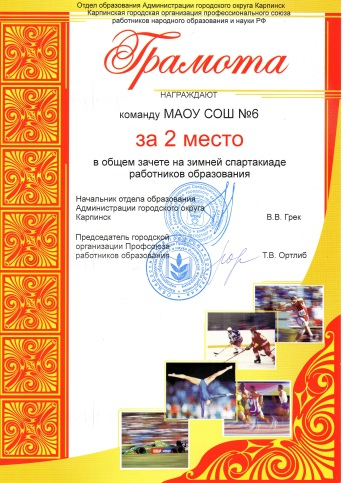 Отдел образования Администрации городского округа Карпинск
Карпинская городская организация профессионального союза
работников народного образования и науки РФ
Грамота
НАГРАЖДАЮТ
команду МАОУ СОШ №6
за 2 место
в общем зачете на зимней спартакиаде
работников образования
Начальник отдела образования
Администрации городского округа
Карпинск В.В. Грек
Председатель городской
организации Профсоюза
работников образования Т.В. Ортлиб